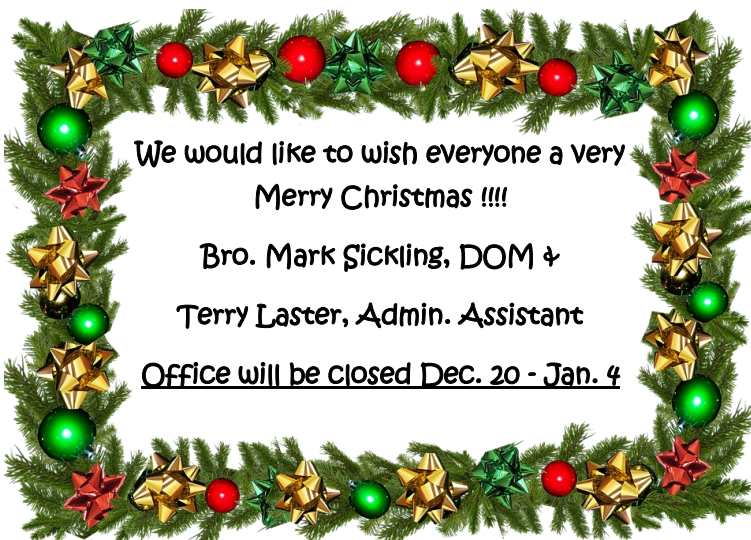 We would like to wish everyone a very
Merry Christmas !!!!
Bro. Mark Sickling, DOM &
Terry Laster, Admin. Assistant
Office will be closed Dec. 20 - Jan. 4